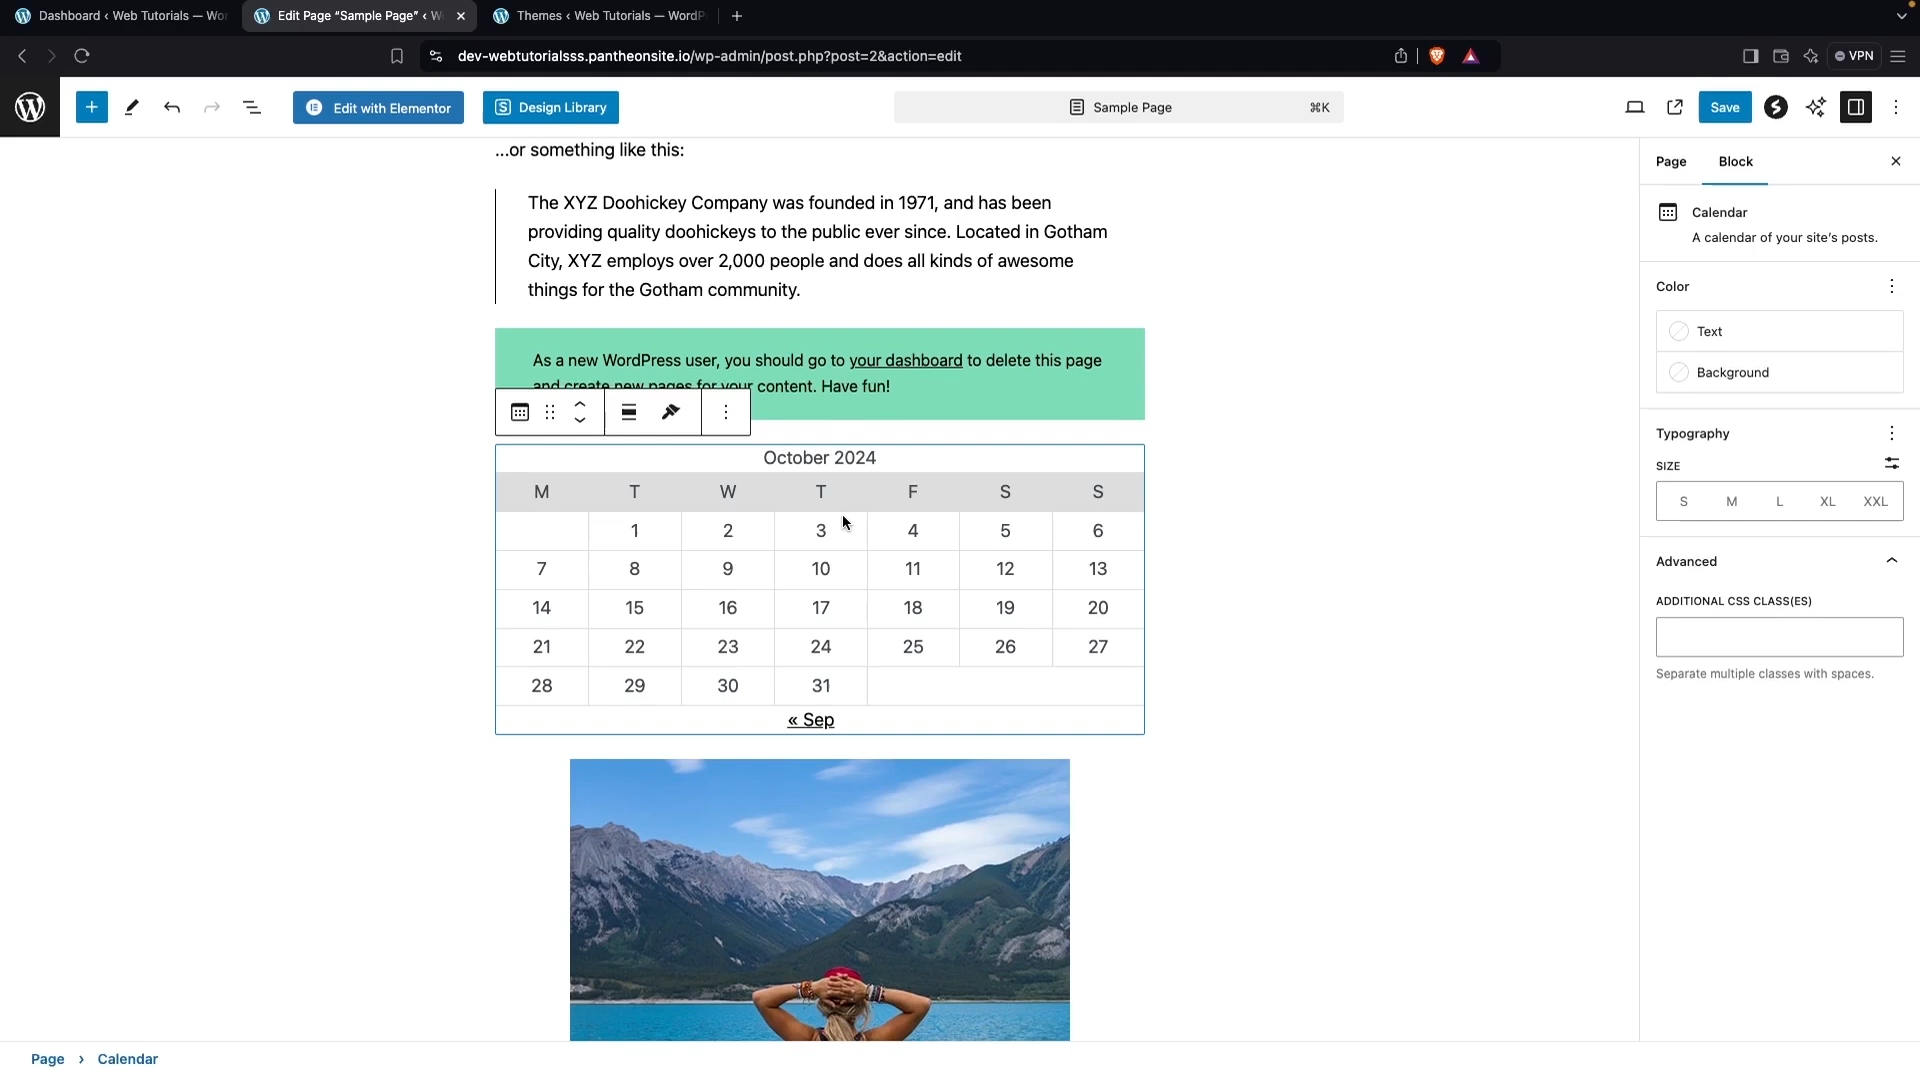 Dashboard ‹ Web Tutorials — Wor
Edit Page “Sample Page” ‹ W
Themes ‹ Web Tutorials — WordP
dev-webtutorialsss.pantheonsite.io/wp-admin/post.php?post=2&action=edit
VPN
Edit with Elementor
Design Library
Sample Page
⌘K
Save
...or something like this:
The XYZ Doohickey Company was founded in 1971, and has been
providing quality doohickeys to the public ever since. Located in Gotham
City, XYZ employs over 2,000 people and does all kinds of awesome
things for the Gotham community.
As a new WordPress user, you should go to your dashboard to delete this page
and create new pages for your content. Have fun!
October 2024
M T W T F S S
1 2 3 4 5 6
7 8 9 10 11 12 13
14 15 16 17 18 19 20
21 22 23 24 25 26 27
28 29 30 31
« Sep
Page Block
Calendar
A calendar of your site's posts.
Color
Text
Background
Typography
SIZE
S M L XL XXL
Advanced
ADDITIONAL CSS CLASS(ES)
Separate multiple classes with spaces.
Page › Calendar